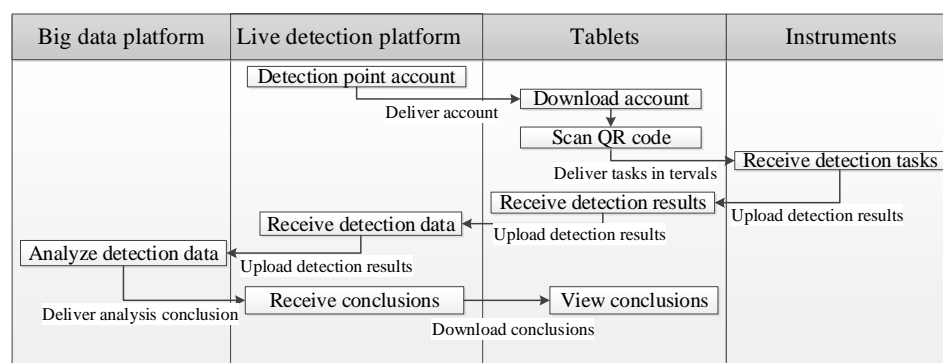 Big data platform
Live detection platform
Tablets
Instruments
Detection point account
Deliver account
Download account
Scan QR code
Deliver tasks in tervals
Receive detection tasks
Receive detection results
Upload detection results
Receive detection data
Upload detection results
Analyze detection data
Upload detection results
Deliver analysis conclusion
Receive conclusions
View conclusions
Download conclusions